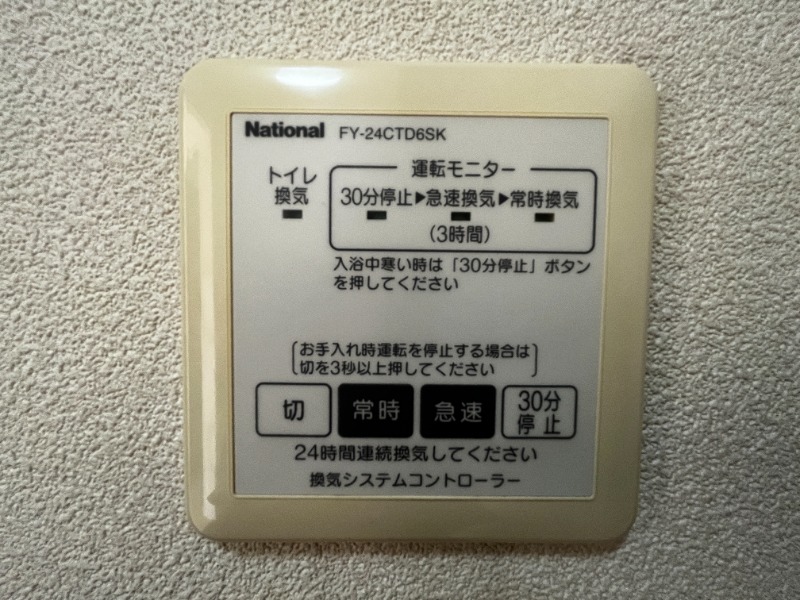 National FY-24CTD6SK
トイレ
換気
運転モニター
30分停止▶急速換気▶常時換気
(3時間)
入浴中寒い時は「30分停止」ボタン
を押してください
お手入れ時運転を停止する場合は
切を3秒以上押してください
切 常時 急速 30分
停止
24時間連続換気してください
換気システムコントローラー